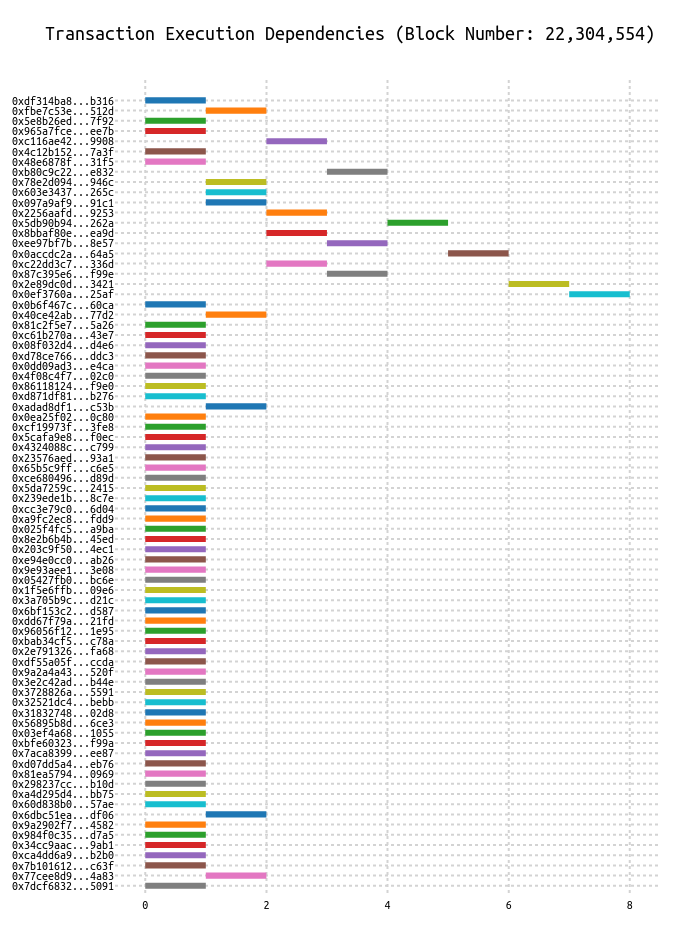 Transaction Execution Dependencies (Block Number: 22,304,554)
0xdf314ba8...b316
0xfbe7c53e...512d
0x5e8b26ed...7f92
0x965a7fce...ee7b
0xc116ae42...9908
0x4c12b152...7a3f
0x48e6878f...31f5
0xb80c9c22...e832
0x78e2d094...946c
0x603e3437...265c
0x097a9af9...91c1
0x2256aafd...9253
0x5db90b94...262a
0x8bbaf80e...ea9d
0xee97bf7b...8e57
0x0accdc2a...64a5
0xc22dd3c7...336d
0x87c395e6...f99e
0x2e89dc0d...3421
0x0ef3760a...25af
0x0b6f467c...60ca
0x40ce42ab...77d2
0x81c2f5e7...5a26
0xc61b270a...43e7
0x08f032d4...d4e6
0xd78ce766...ddc3
0x0dd09ad3...e4ca
0x4f08c4f7...02c0
0x86118124...f9e0
0xd871df81...b276
0xadad8df1...c53b
0x0ea25f02...0c80
0xcf19973f...3fe8
0x5cafa9e8...f0ec
0x4324088c...c799
0x23576aed...93a1
0x65b5c9ff...c6e5
0xce680496...d89d
0x5da7259c...2415
0x239ede1b...8c7e
0xcc3e79c0...6d04
0xa9fc2ec8...fdd9
0x025f4fc5...a9ba
0x8e2b6b4b...45ed
0x203c9f50...4ec1
0xe94e0cc0...ab26
0x9e93aee1...3e08
0x05427fb0...bc6e
0x1f5e6ffb...09e6
0x3a705b9c...d21c
0x6bf153c2...d587
0xdd67f79a...21fd
0x96056f12...1e95
0xbab34cf5...c78a
0x2e791326...fa68
0xdf55a05f...ccda
0x9a2a4a43...520f
0x3e2c42ad...b44e
0x3728826a...5591
0x32521dc4...bebb
0x31832748...02d8
0x56895b8d...6ce3
0x03ef4a68...1055
0xbfe60323...f99a
0x7aca8399...ee87
0xd07dd5a4...eb76
0x81ea5794...0969
0x298237cc...b10d
0xa4d295d4...bb75
0x60d838b0...57ae
0x6dbc51ea...df06
0x9a2902f7...4582
0x984f0c35...d7a5
0x34cc9aac...9ab1
0xca4dd6a9...b2b0
0x7b101612...c63f
0x77cee8d9...4a83
0x7dcf6832...5091
0 2 4 6 8